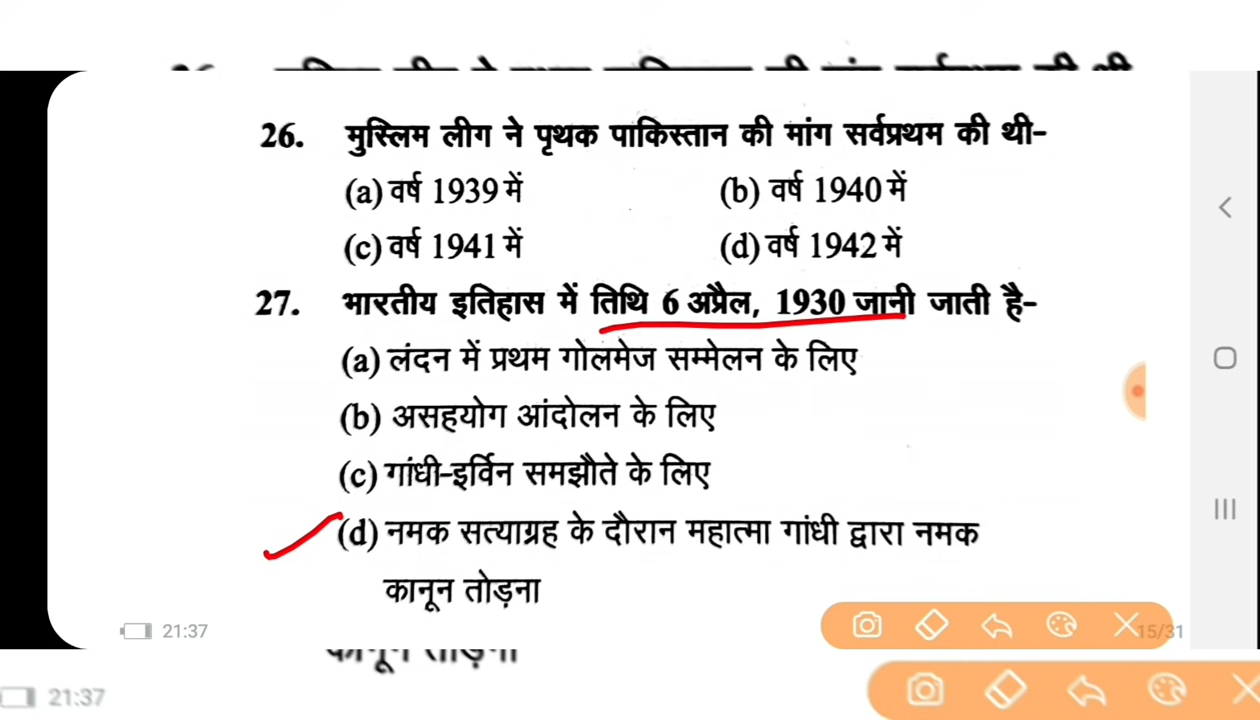 26. मुस्लिम लीग ने पृथक पाकिस्तान की मांग सर्वप्रथम की थी-
(a) वर्ष 1939 में (b) वर्ष 1940 में
(c) वर्ष 1941 में (d) वर्ष 1942 में
27. भारतीय इतिहास में तिथि 6 अप्रैल, 1930 जानी जाती है-
(a) लंदन में प्रथम गोलमेज सम्मेलन के लिए
(b) असहयोग आंदोलन के लिए
(c) गांधी-इर्विन समझौते के लिए
(d) नमक सत्याग्रह के दौरान महात्मा गांधी द्वारा नमक
कानून तोड़ना
21:37 15/31
कानून तोड़ना
21:37